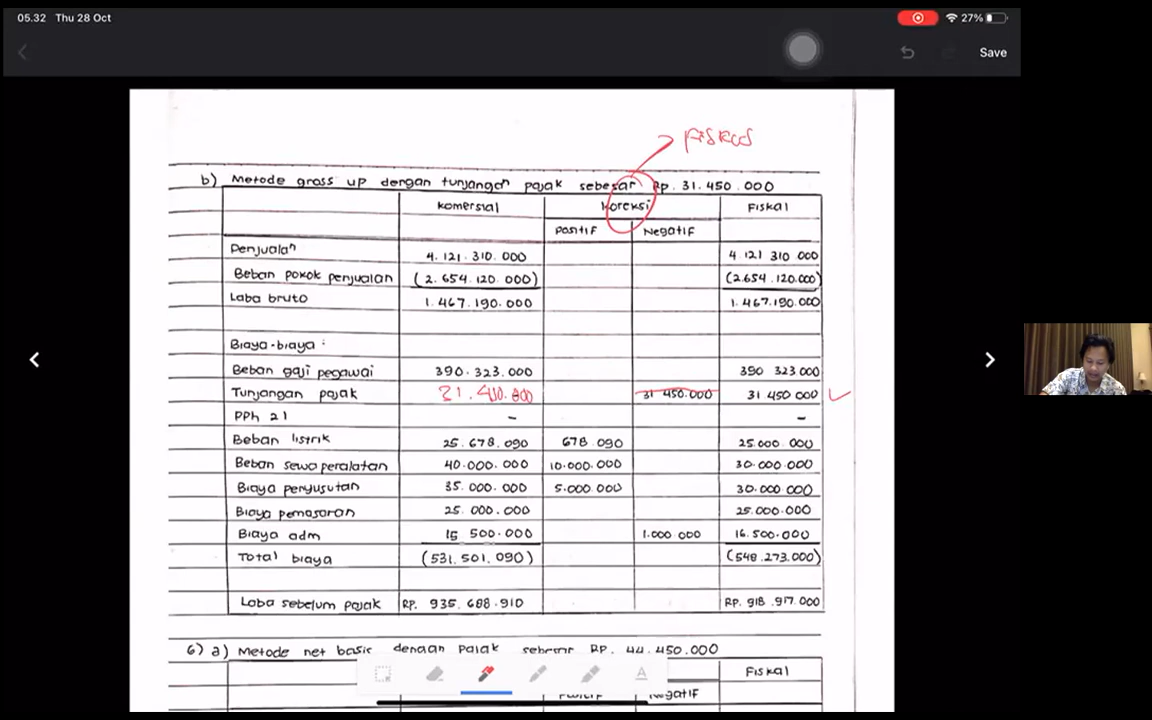 05.32 Thu 28 Oct
27%
Save
Fiskus
b) Metode gross up dengan tunjangan pajak sebesar Rp. 31.450.000
Komersial Koreksi Fiskal
Positif Negatif
Penjualan 4.121.310.000 4.121 310 000
Beban pokok penjualan (2.654.120.000) (2.654.120.000)
Laba bruto 1.467.190.000 1.467.190.000
Biaya-biaya :
Beban gaji pegawai 390.323.000 390 323 000
Tunjangan pajak 31 450.000 31 450 000
PPh 21 - -
Beban listrik 25.678.090 678.090 25.000.000
Beban sewa peralatan 40.000.000 10.000.000 30.000.000
Biaya penyusutan 35.000.000 5.000 000 30.000 000
Biaya pemasaran 25.000.000 25.000.000
Biaya adm 15 500.000 1.000 000 16.500.000
Total biaya (531.501.090) (548.273.000)
Laba sebelum pajak Rp. 935.688.910 Rp. 918.917.000
6) a) Metode net basis dengan pajak sebesar Rp. 44.450.000
Fiskal
Positif Negatif